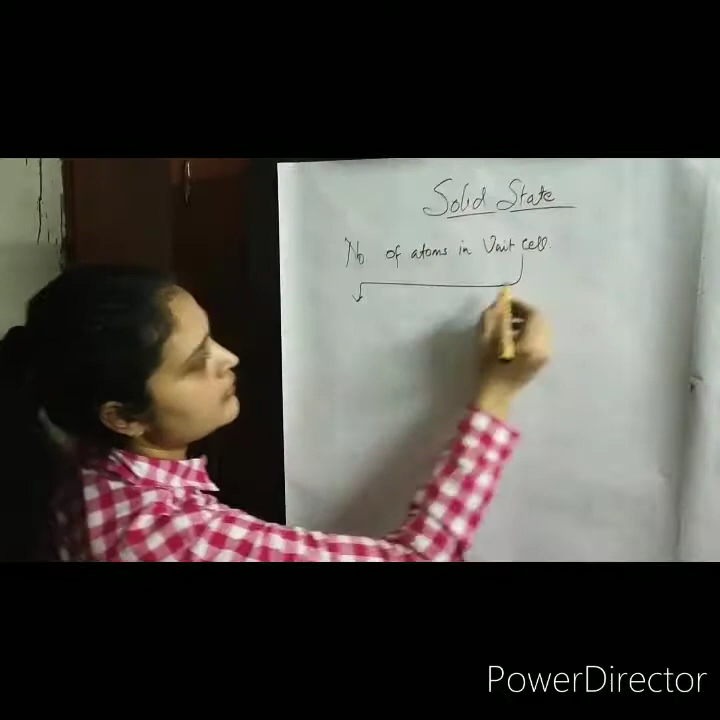 Solid State
No of atoms in Unit cell.
PowerDirector